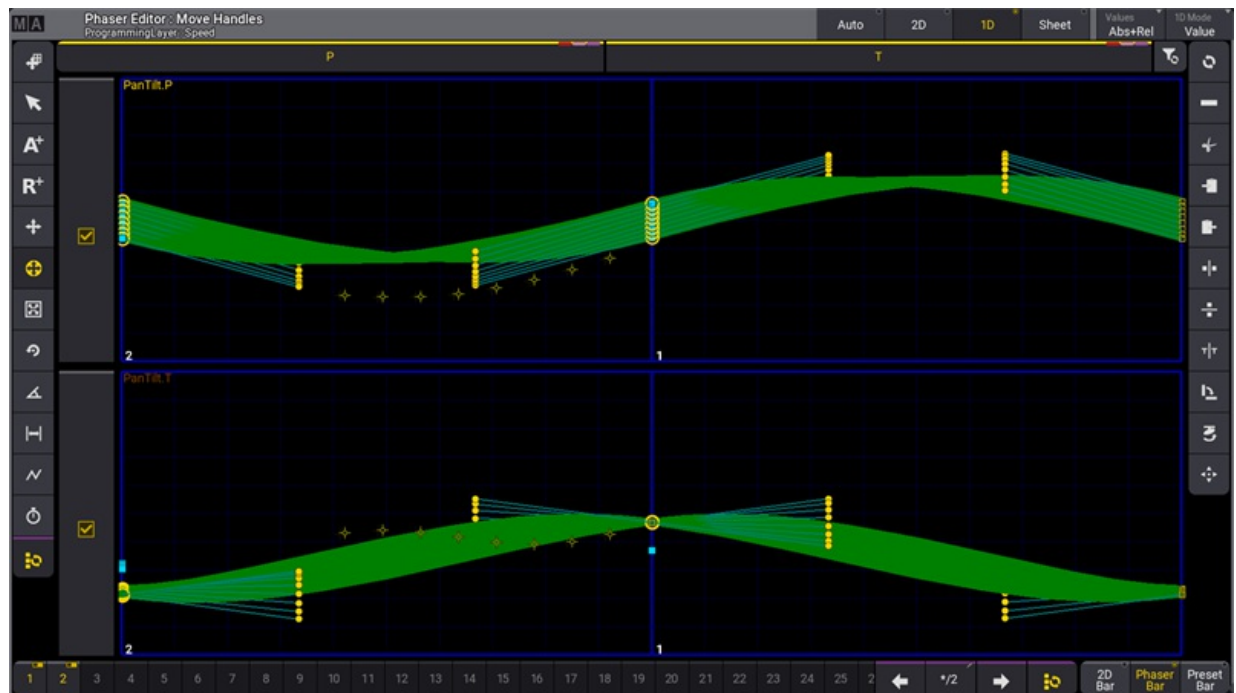 MA
Phaser Editor : Move Handles
ProgrammingLayer- Speed
Auto
2D
1D
Sheet
Values
Abs+Rel
1D Mode
Value
P
T
A+
R+
PanTilt.P
2
1
PanTilt.T
2
1
1 2 3 4 5 6 7 8 9 10 11 12 13 14 15 16 17 18 19 20 21 22 23 24 25 2
*/2
2D
Bar
Phaser
Bar
Preset
Bar